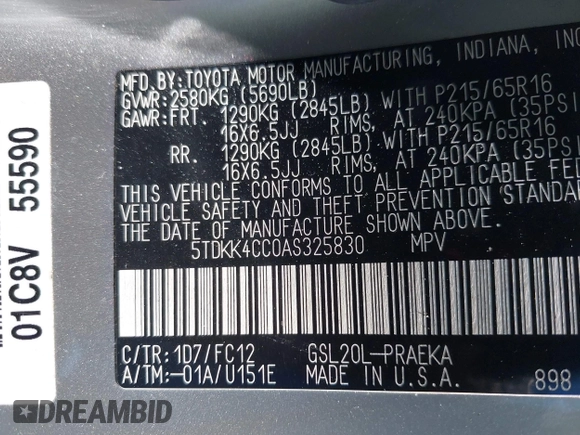 MFD.BY:TOYOTA MOTOR MANUFACTURING, INDIANA, INC
GVWR:2580KG (5690LB)
GAWR:FRT. 1290KG (2845LB) WITH P215/65R16
16X6.5JJ RIMS, AT 240KPA (35PSI
RR. 1290KG (2845LB) WITH P215/65R16
16X6.5JJ RIMS, AT 240KPA (35PSI
THIS VEHICLE CONFORMS TO ALL APPLICABLE FE
VEHICLE SAFETY AND THEFT PREVENTION STANDA
THE DATE OF MANUFACTURE SHOWN ABOVE.
5TDKK4CC0AS325830 MPV
C/TR:1D7/FC12 GSL20L-PRAEKA
A/TM:-01A/U151E MADE IN U.S.A. 898
01C8V 55590
DREAMBID